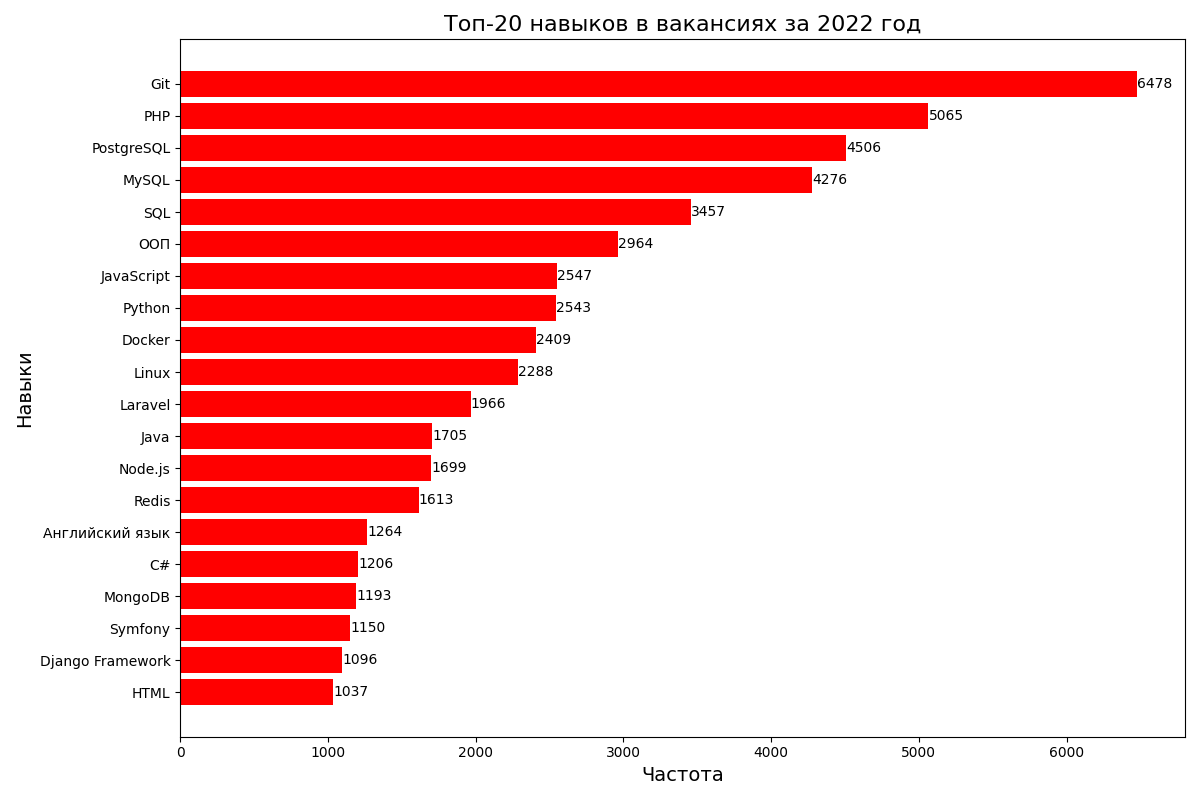 Топ-20 навыков в вакансиях за 2022 год
Git 6478
PHP 5065
PostgreSQL 4506
MySQL 4276
SQL 3457
ООП 2964
JavaScript 2547
Python 2543
Docker 2409
Linux 2288
Laravel 1966
Java 1705
Node.js 1699
Redis 1613
Английский язык 1264
C# 1206
MongoDB 1193
Symfony 1150
Django Framework 1096
HTML 1037
Навыки
0 1000 2000 3000 4000 5000 6000
Частота